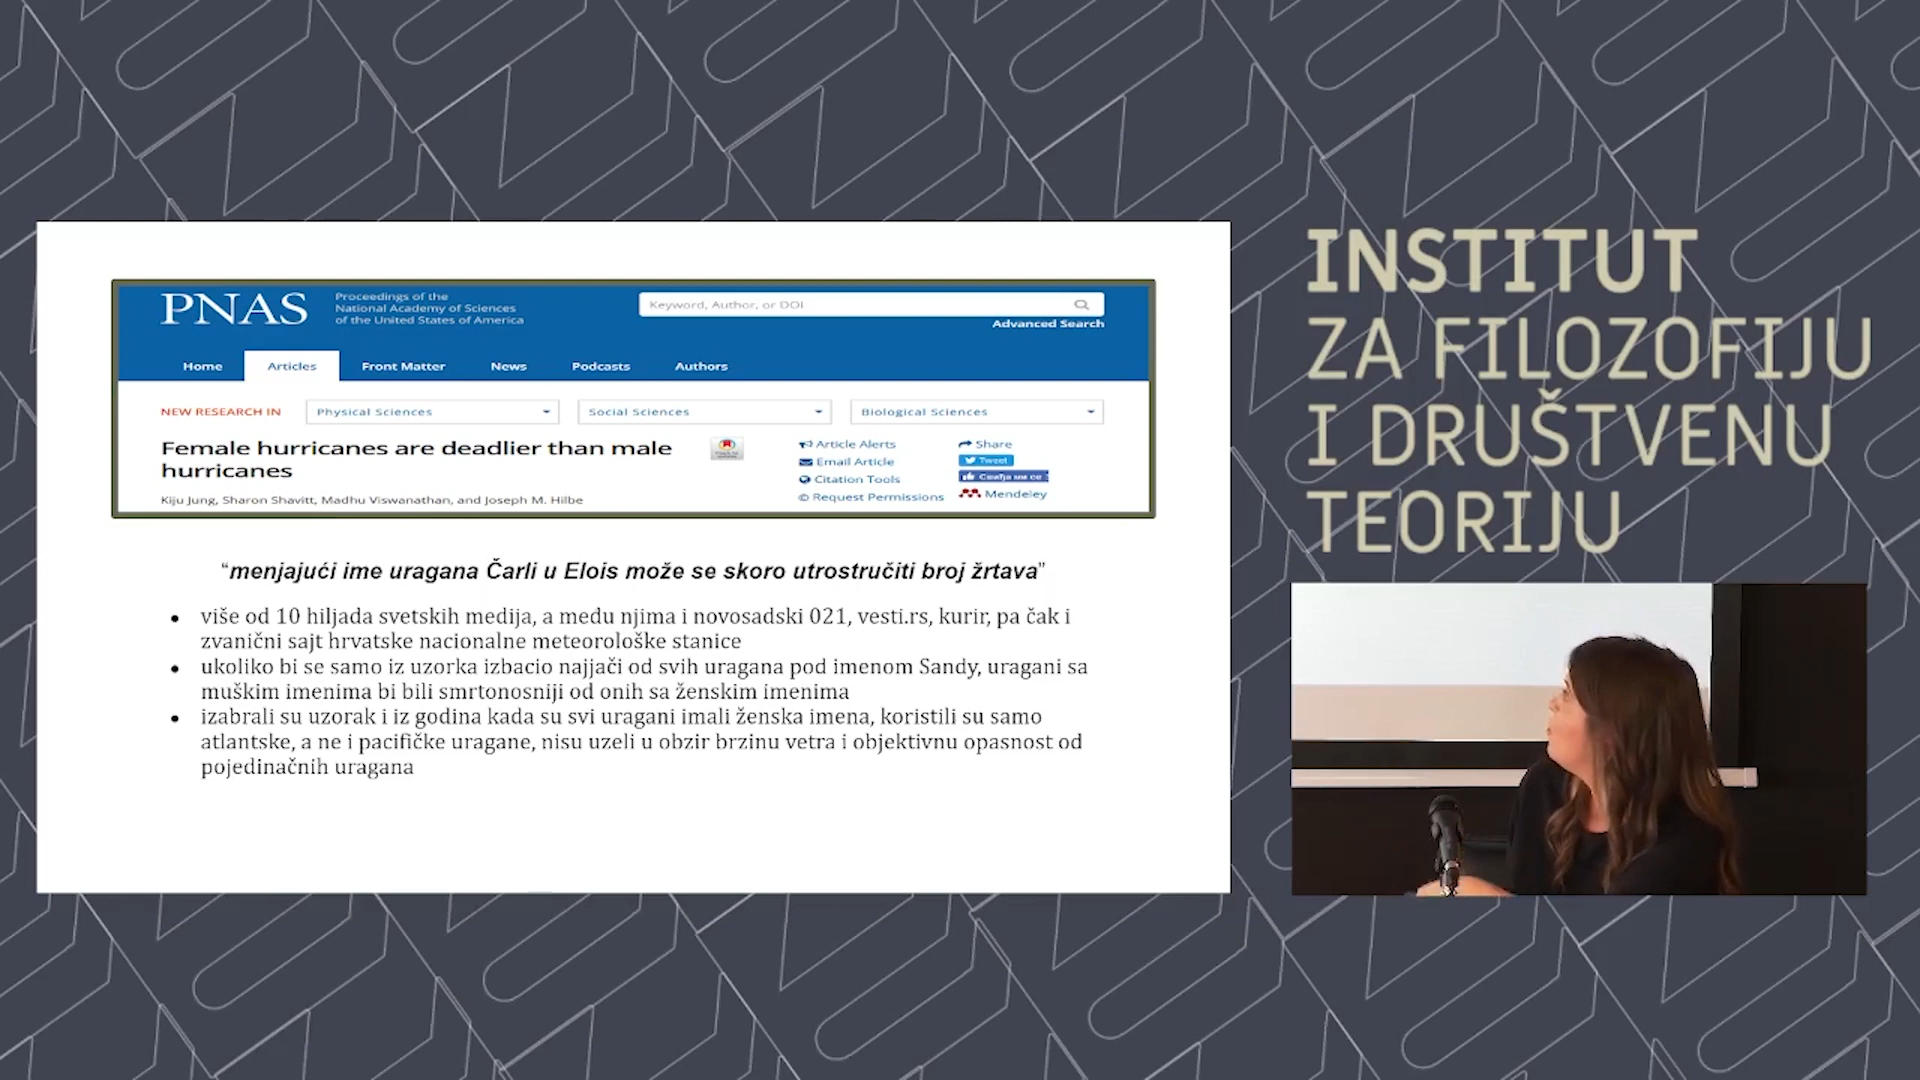 PNAS
Proceedings of the
National Academy of Sciences
of the United States of America
Keyword, Author, or DOI
Advanced Search
Home Articles Front Matter News Podcasts Authors
NEW RESEARCH IN Physical Sciences Social Sciences Biological Sciences
Female hurricanes are deadlier than male
hurricanes
Kiju Jung, Sharon Shavitt, Madhu Viswanathan, and Joseph M. Hilbe
Article Alerts
Email Article
Citation Tools
© Request Permissions
Share
Tweet
Mendeley
“menjajući ime uragana Čarli u Elois može se skoro utrostručiti broj žrtava”
• više od 10 hiljada svetskih medija, a medu njima i novosadski 021, vesti.rs, kurir, pa čak i
zvanični sajt hrvatske nacionalne meteorološke stanice
• ukoliko bi se samo iz uzorka izbacio najjači od svih uragana pod imenom Sandy, uragani sa
muškim imenima bi bili smrtonosniji od onih sa ženskim imenima
• izabrali su uzorak i iz godina kada su svi uragani imali ženska imena, koristili su samo
atlantske, a ne i pacifičke uragane, nisu uzeli u obzir brzinu vetra i objektivnu opasnost od
pojedinačnih uragana
INSTITUT
ZA FILOZOFIJU
I DRUŠTVENU
TEORIJU